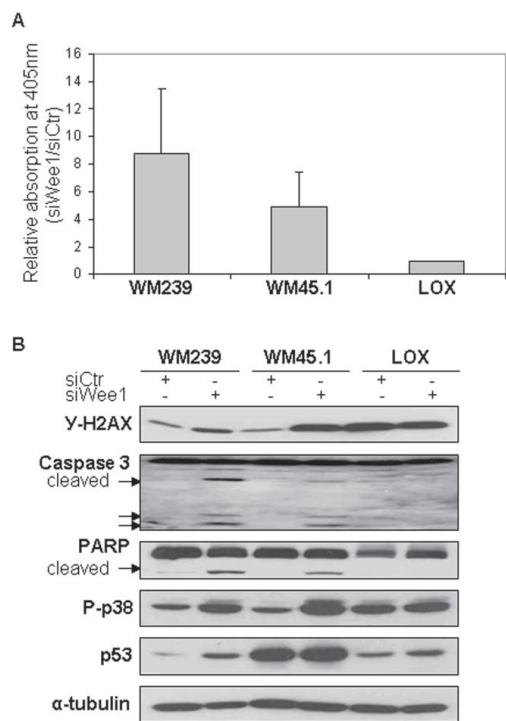 A
Relative absorption at 405nm
(siWee1/siCtr)
16
14
12
10
8
6
4
2
0
WM239 WM45.1 LOX
B
WM239 WM45.1 LOX
siCtr + - + - + -
siWee1 - + - + - +
У-H2AX
Caspase 3
cleaved
PARP
cleaved
P-p38
p53
α-tubulin